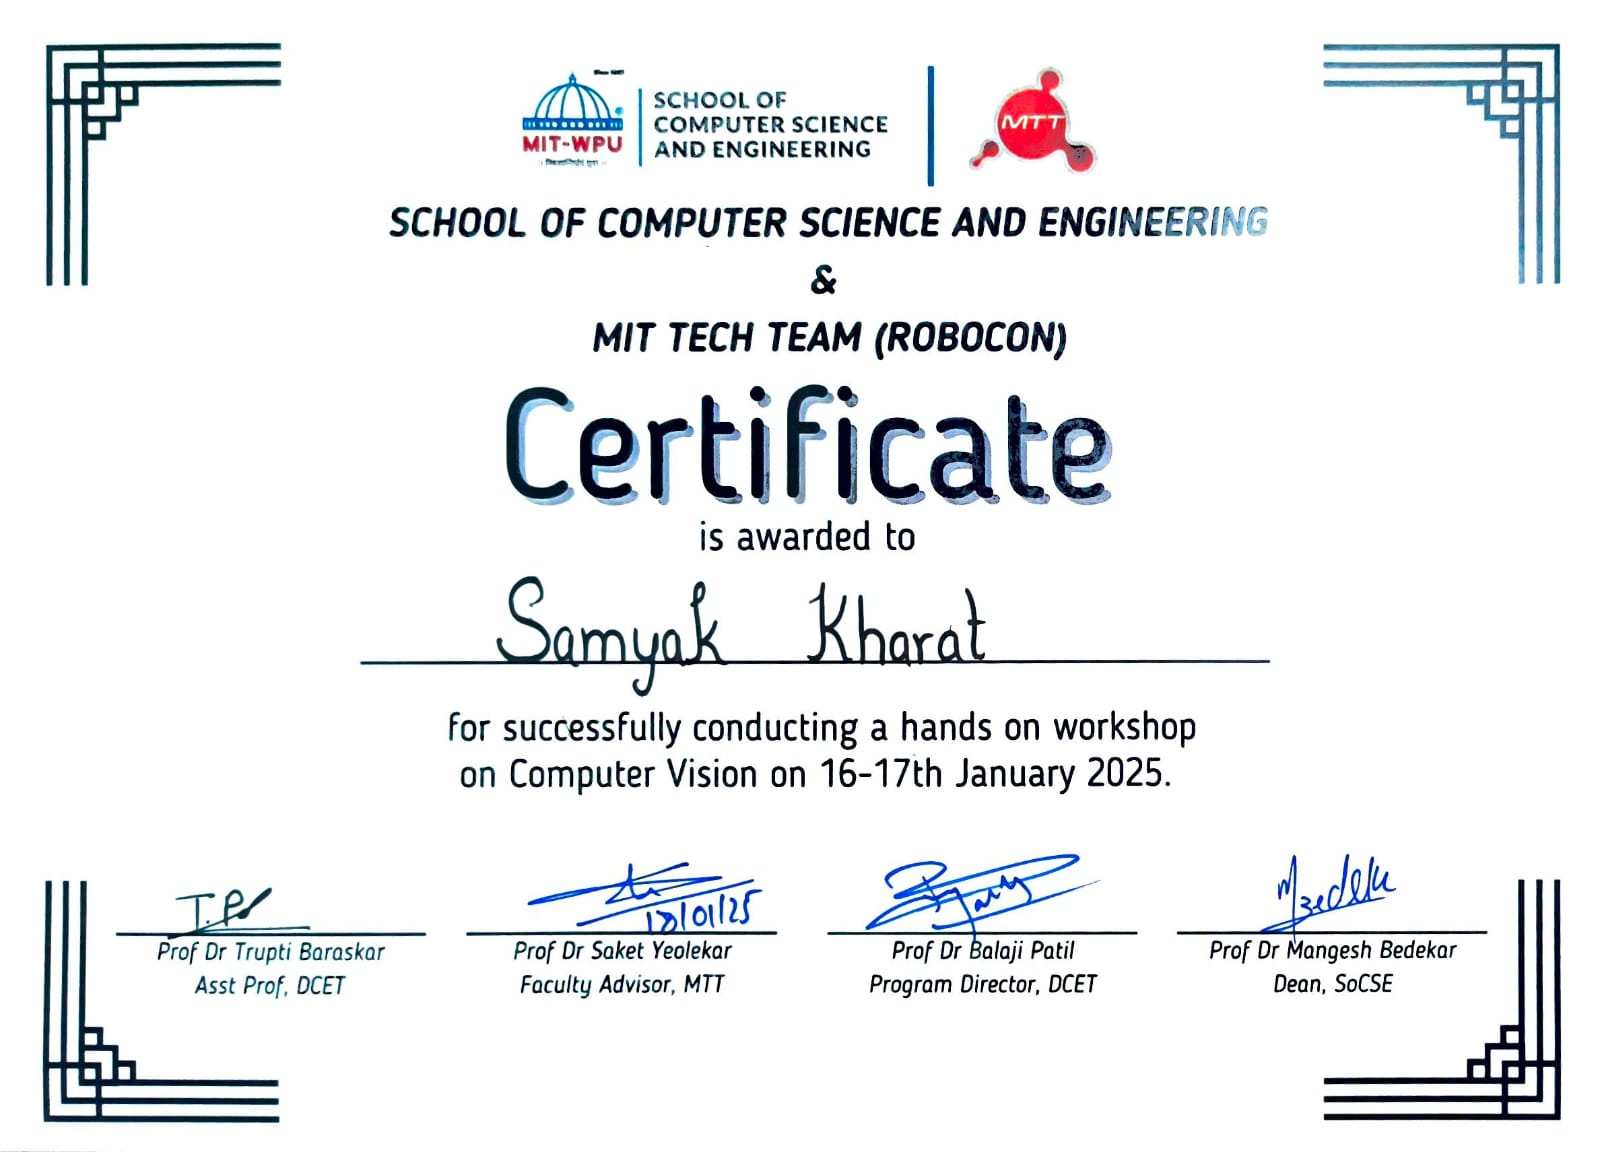 MIT-WPU
SCHOOL OF
COMPUTER SCIENCE
AND ENGINEERING
MTT
SCHOOL OF COMPUTER SCIENCE AND ENGINEERING
&
MIT TECH TEAM (ROBOCON)
Certificate
is awarded to
Samyak Kharat
for successfully conducting a hands on workshop
on Computer Vision on 16-17th January 2025.
18/01/25
Prof Dr Trupti Baraskar
Asst Prof, DCET
Prof Dr Saket Yeolekar
Faculty Advisor, MTT
Prof Dr Balaji Patil
Program Director, DCET
Prof Dr Mangesh Bedekar
Dean, SoCSE